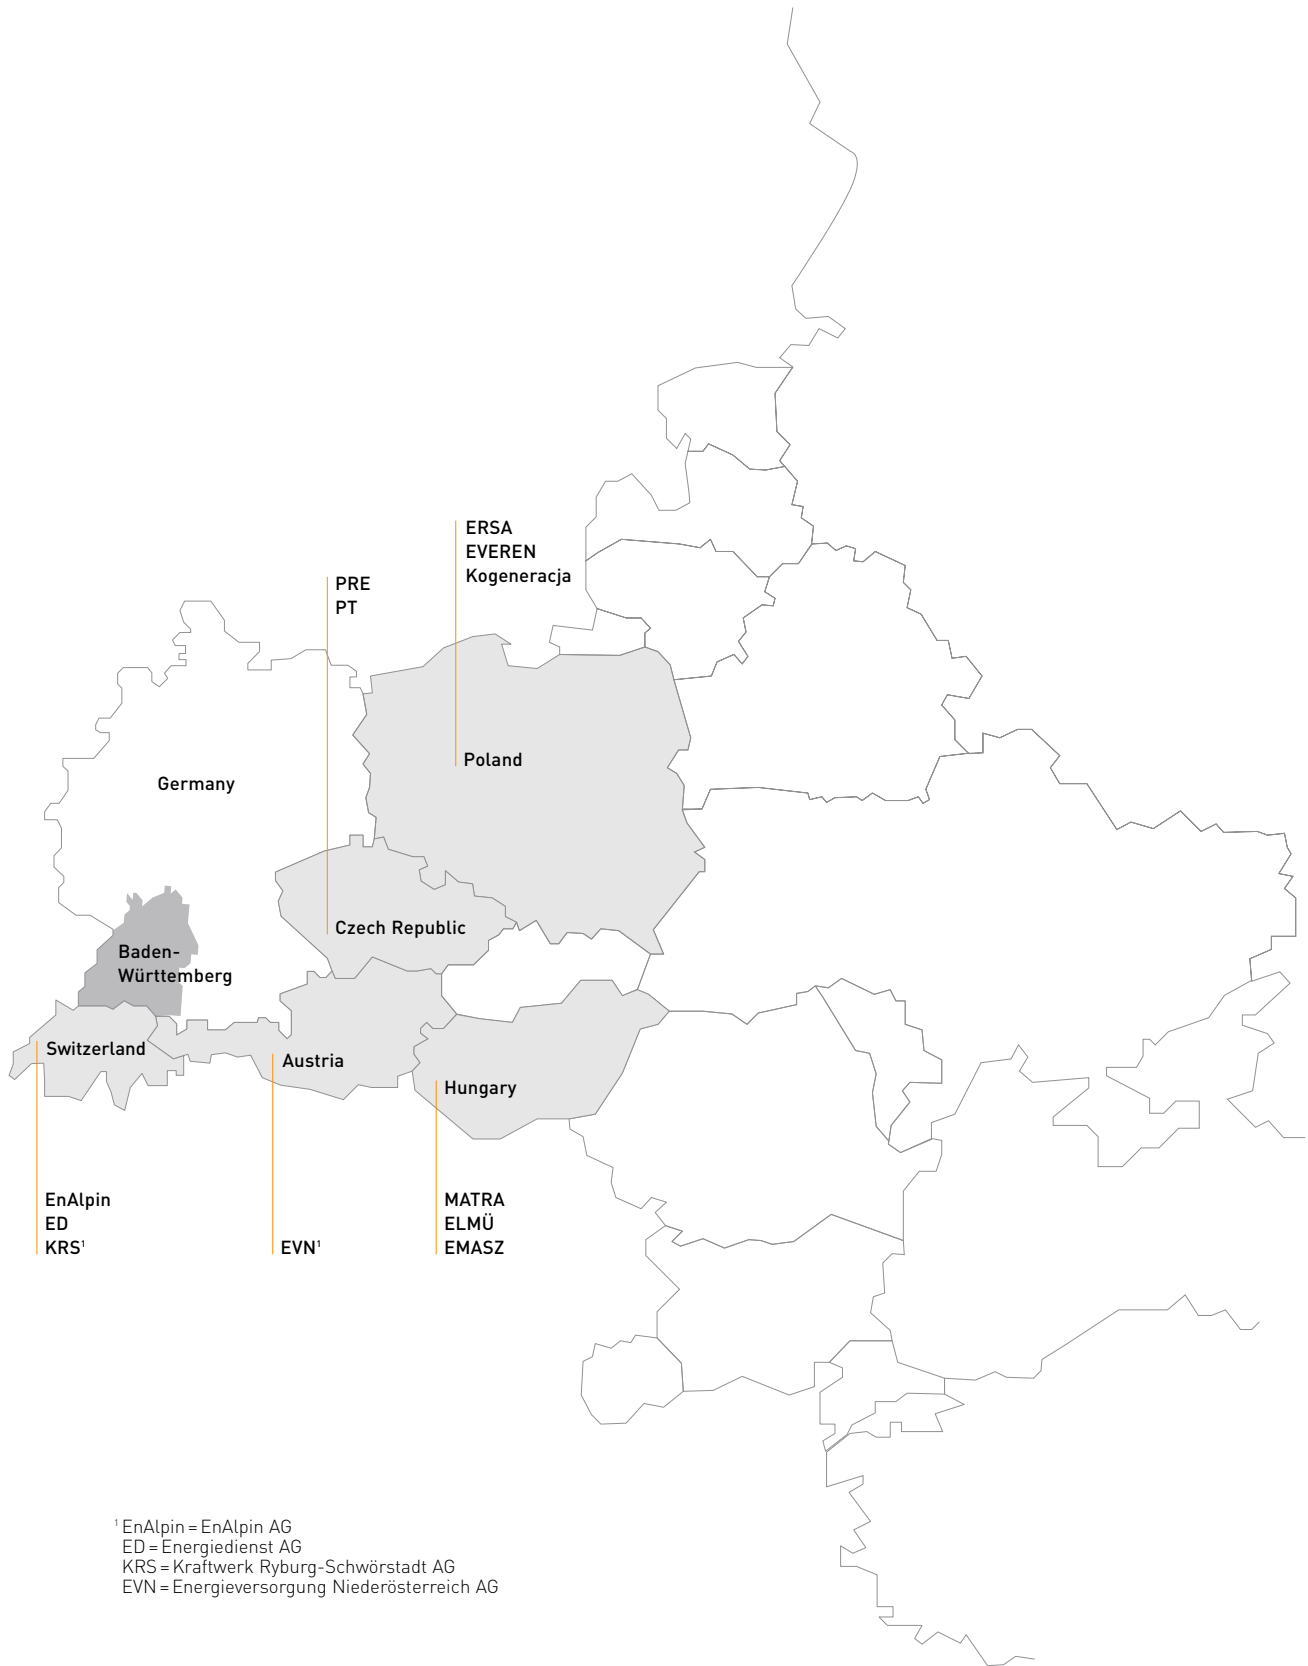 ERSA
EVEREN
Kogeneracja
PRE
PT
Poland
Germany
Czech Republic
Baden-
Württemberg
Switzerland
Austria
Hungary
EnAlpin
ED
KRS¹
EVN¹
MATRA
ELMÜ
EMASZ
¹ EnAlpin = EnAlpin AG
ED = Energiedienst AG
KRS = Kraftwerk Ryburg-Schwörstadt AG
EVN = Energieversorgung Niederösterreich AG